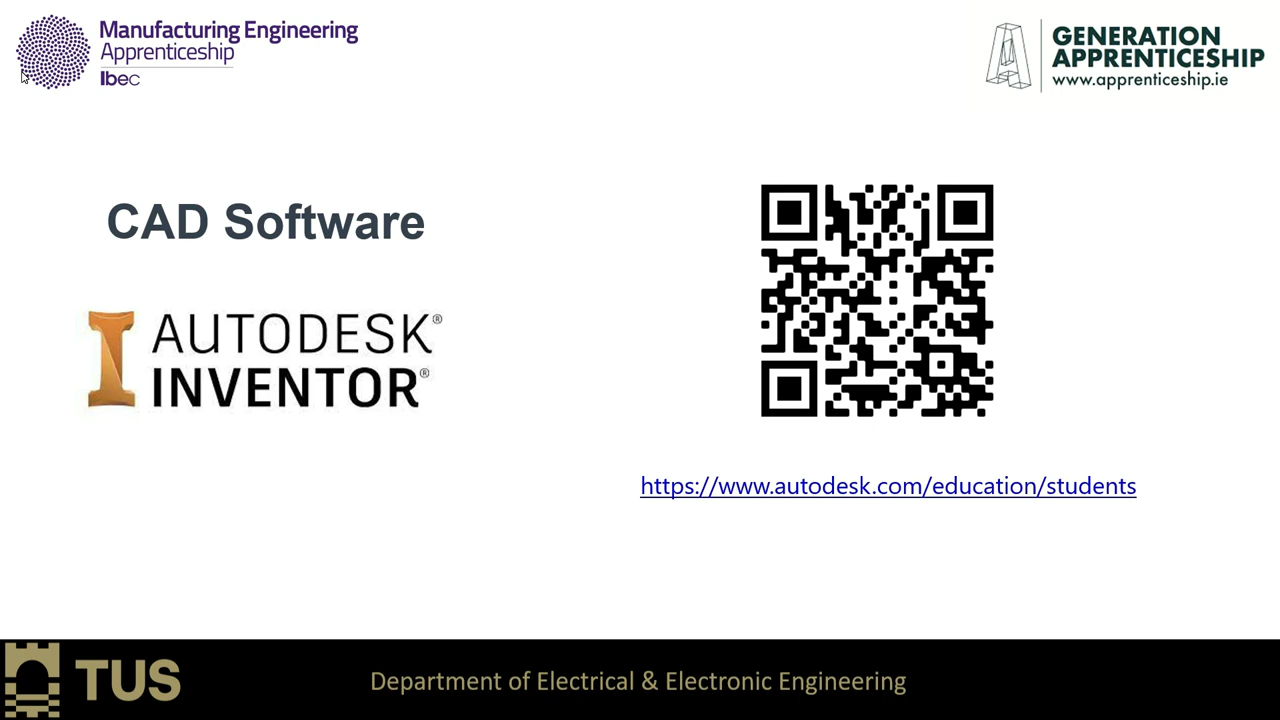 Manufacturing Engineering
Apprenticeship
Ibec
GENERATION
APPRENTICESHIP
www.apprenticeship.ie
CAD Software
AUTODESK®
INVENTOR®
https://www.autodesk.com/education/students
TUS
Department of Electrical & Electronic Engineering